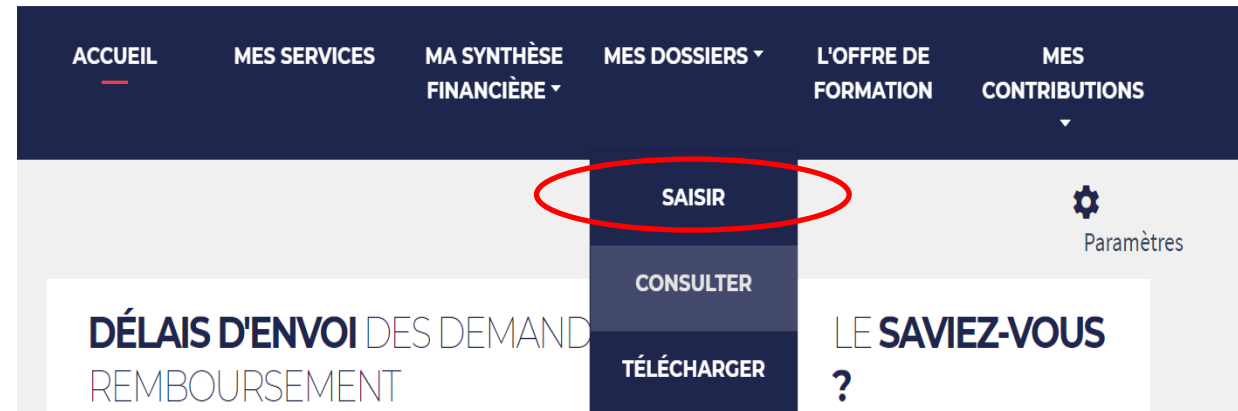 ACCUEIL
MES SERVICES
MA SYNTHÈSE
FINANCIÈRE
MES DOSSIERS
L'OFFRE DE
FORMATION
MES
CONTRIBUTIONS
SAISIR
CONSULTER
TÉLÉCHARGER
Paramètres
DÉLAIS D'ENVOI DES DEMAND
REMBOURSEMENT
LE SAVIEZ-VOUS
?